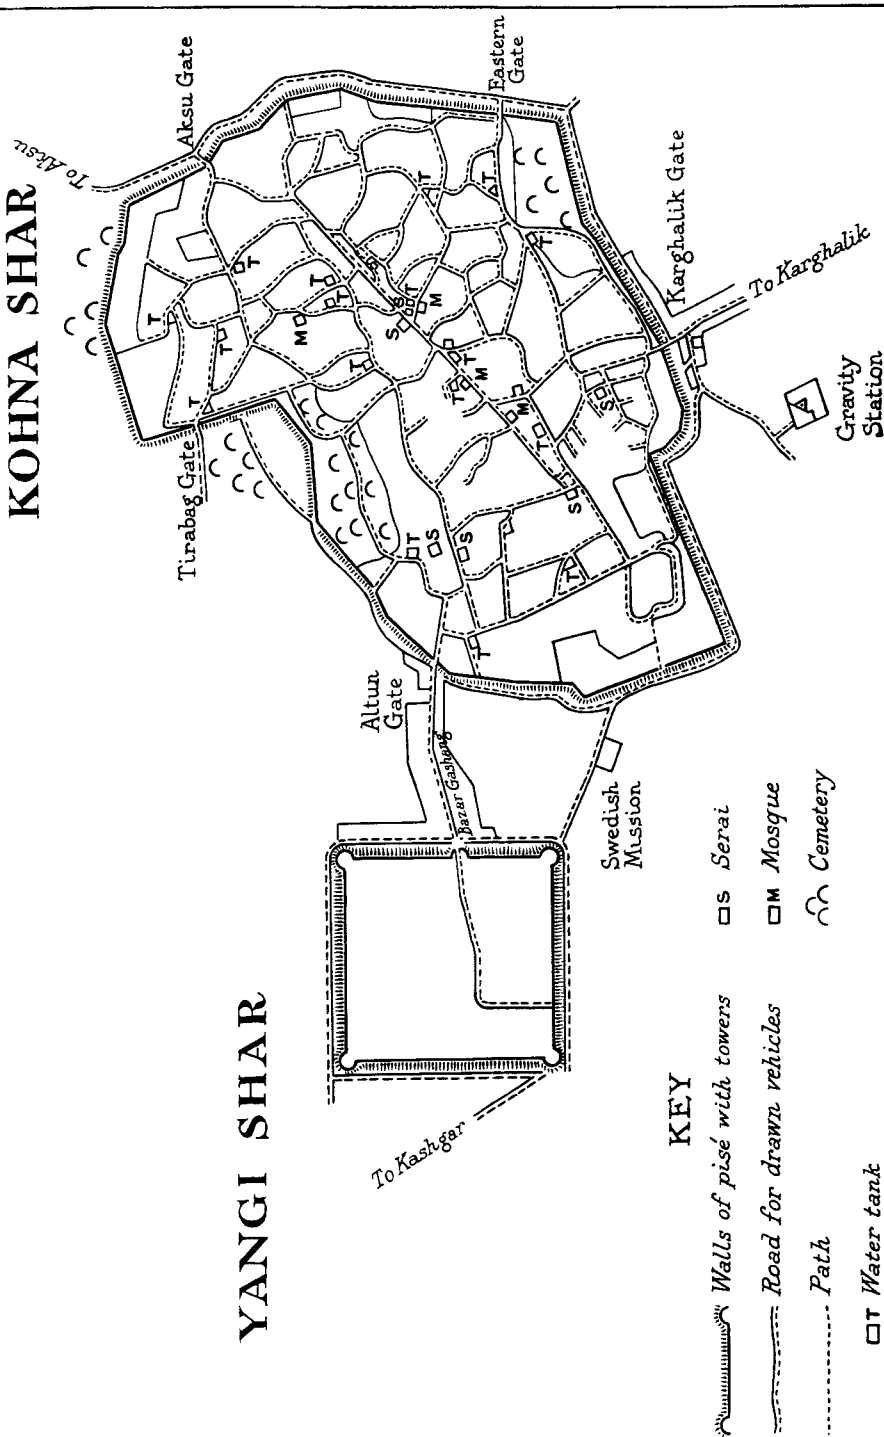 KOHNA SHAR
To Aksu
Aksu Gate
Eastern
Gate
Tirabag Gate
Karghalik Gate
To Karghalik
Gravity
Station
Altun
Gate
Bazar Gashang
Swedish
Mission
YANGI SHAR
To Kashgar
T
T
T
T
T
T
M
T
T
S
S
T
M
T
T
T
T
T
M
M
T
S
S
T
S
S
T
T
KEY
Walls of pisé with towers
Road for drawn vehicles
Path
T Water tank
S Serai
M Mosque
Cemetery